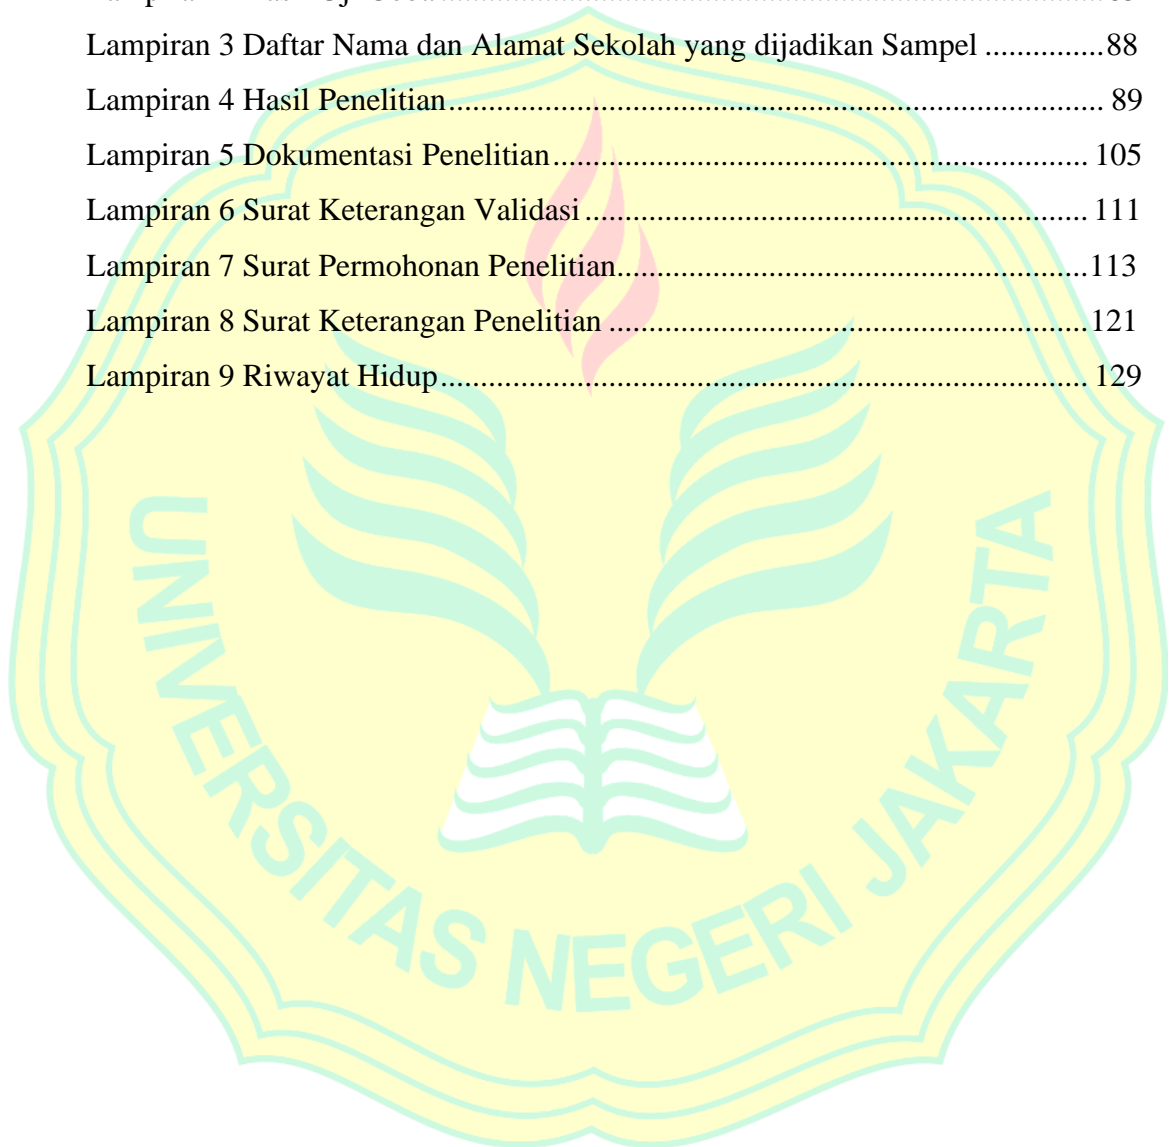 Lampiran 3 Daftar Nama dan Alamat Sekolah yang dijadikan Sampel ...............88
Lampiran 4 Hasil Penelitian.................................................................................. 89
Lampiran 5 Dokumentasi Penelitian................................................................... 105
Lampiran 6 Surat Keterangan Validasi............................................................... 111
Lampiran 7 Surat Permohonan Penelitian...........................................................113
Lampiran 8 Surat Keterangan Penelitian ............................................................121
Lampiran 9 Riwayat Hidup................................................................................. 129
UNIVERSITAS NEGERI JAKARTA